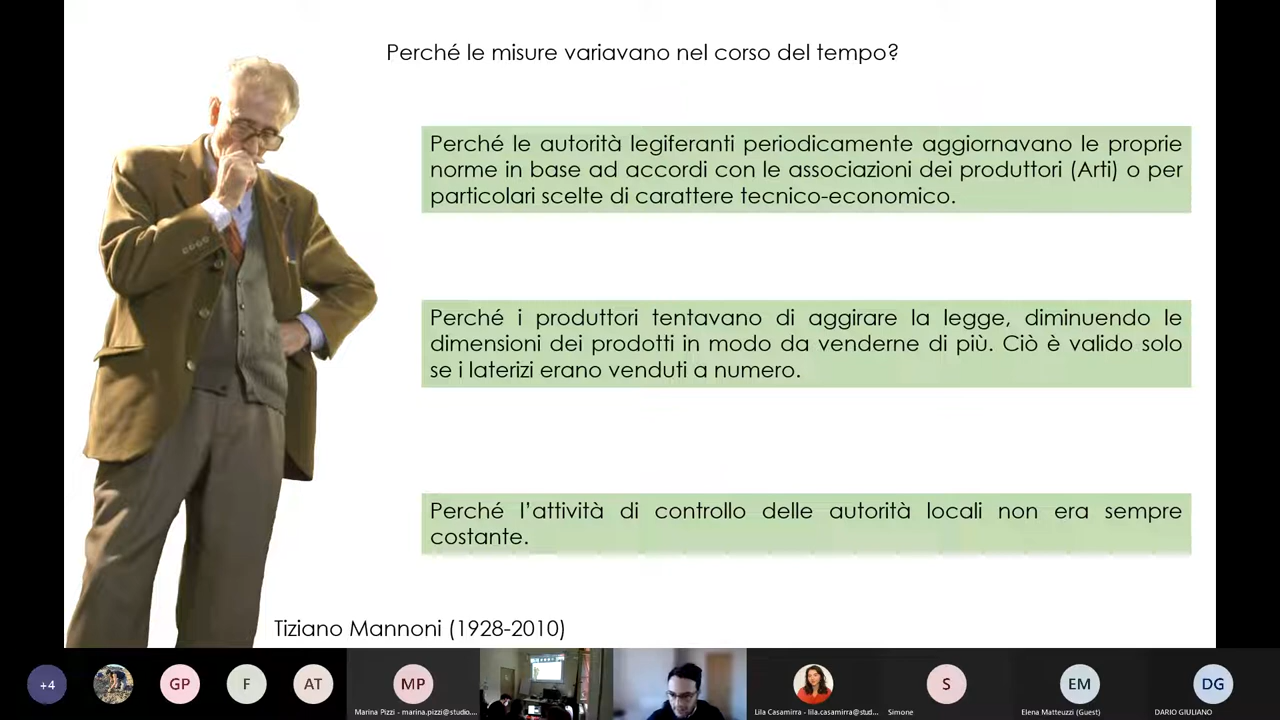 Perché le misure variavano nel corso del tempo?
Perché le autorità legiferanti periodicamente aggiornavano le proprie
norme in base ad accordi con le associazioni dei produttori (Arti) o per
particolari scelte di carattere tecnico-economico.
Perché i produttori tentavano di aggirare la legge, diminuendo le
dimensioni dei prodotti in modo da venderne di più. Ciò è valido solo
se i laterizi erano venduti a numero.
Perché l'attività di controllo delle autorità locali non era sempre
costante.
Tiziano Mannoni (1928-2010)
+4
GP
F
AT
MP
S
EM
DG
Marina Pizzi - marina.pizzi@studio....
Lila Casamirra - lila.casamirra@stud...
Simone
Elena Matteuzzi (Guest)
DARIO GIULIANO